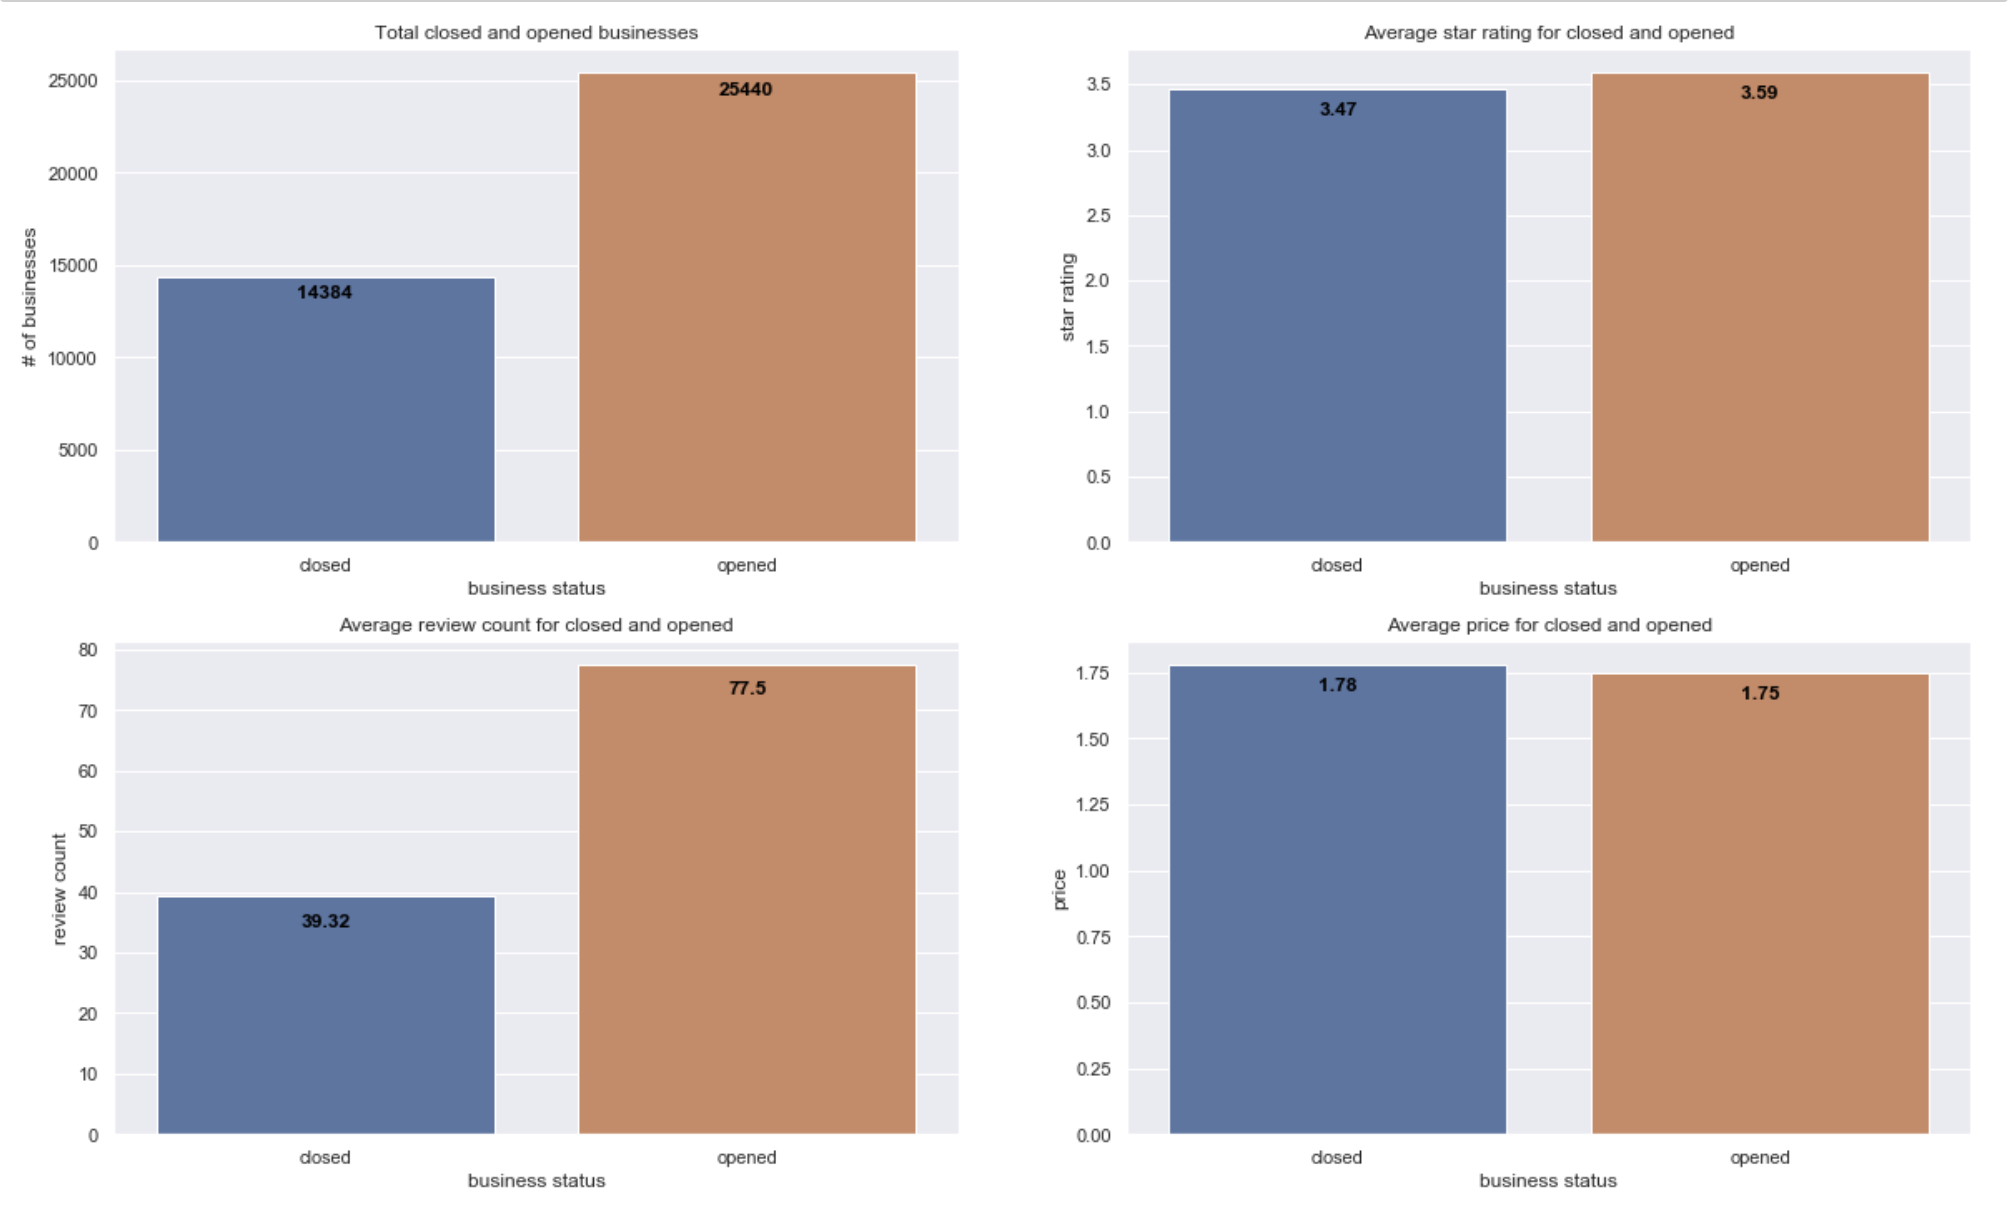 Total closed and opened businesses
25000
20000
15000
10000
5000
0
# of businesses
14384
25440
closed
opened
business status
Average star rating for closed and opened
3.5
3.0
2.5
2.0
1.5
1.0
0.5
0.0
star rating
3.47
3.59
closed
opened
business status
Average review count for closed and opened
80
70
60
50
40
30
20
10
0
review count
39.32
77.5
closed
opened
business status
Average price for closed and opened
1.75
1.50
1.25
1.00
0.75
0.50
0.25
0.00
price
1.78
1.75
closed
opened
business status